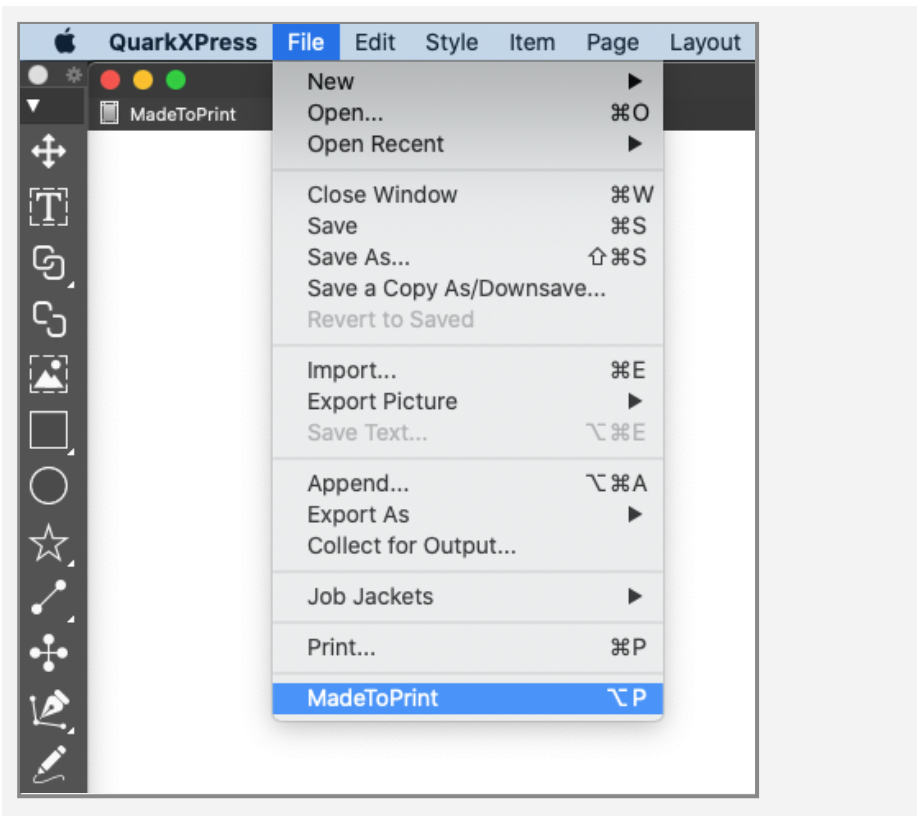 QuarkXPress File Edit Style Item Page Layout
MadeToPrint
New
Open... ⌘O
Open Recent
Close Window ⌘W
Save ⌘S
Save As... ⇧⌘S
Save a Copy As/Downsave...
Revert to Saved
Import... ⌘E
Export Picture
Save Text... ⌥⌘E
Append... ⌥⌘A
Export As
Collect for Output...
Job Jackets
Print... ⌘P
MadeToPrint ⌥P
T